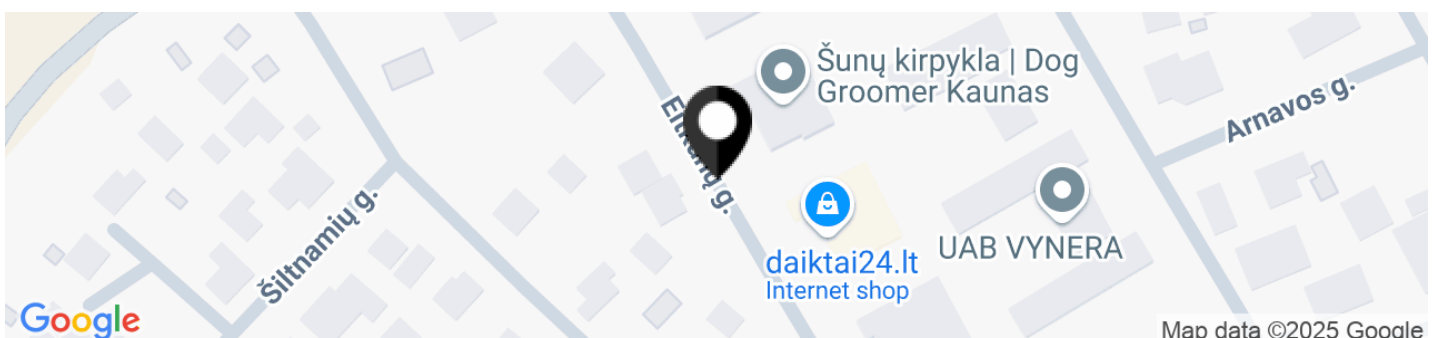 Šunų kirpykla | Dog
Groomer Kaunas
Arnavos g.
g.
Šiltnamių g.
daiktai24.lt
Internet shop
UAB VYNERA
Google
Map data ©2025 Google